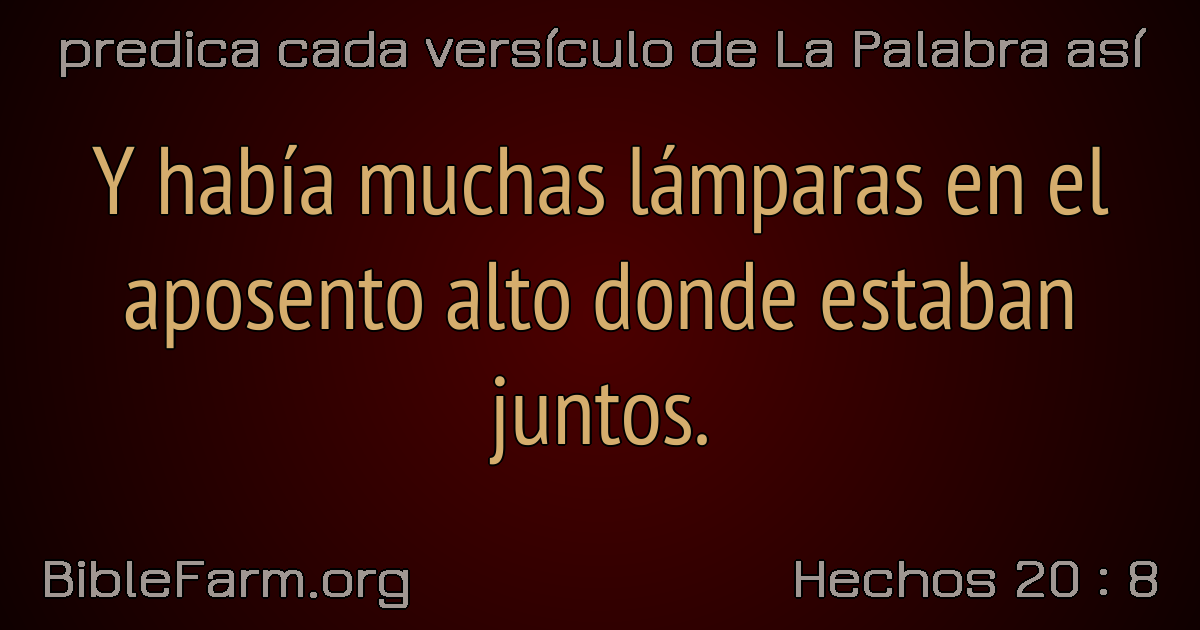 predica cada versículo de La Palabra así
Y había muchas lámparas en el
aposento alto donde estaban
juntos.
BibleFarm.org
Hechos 20 : 8